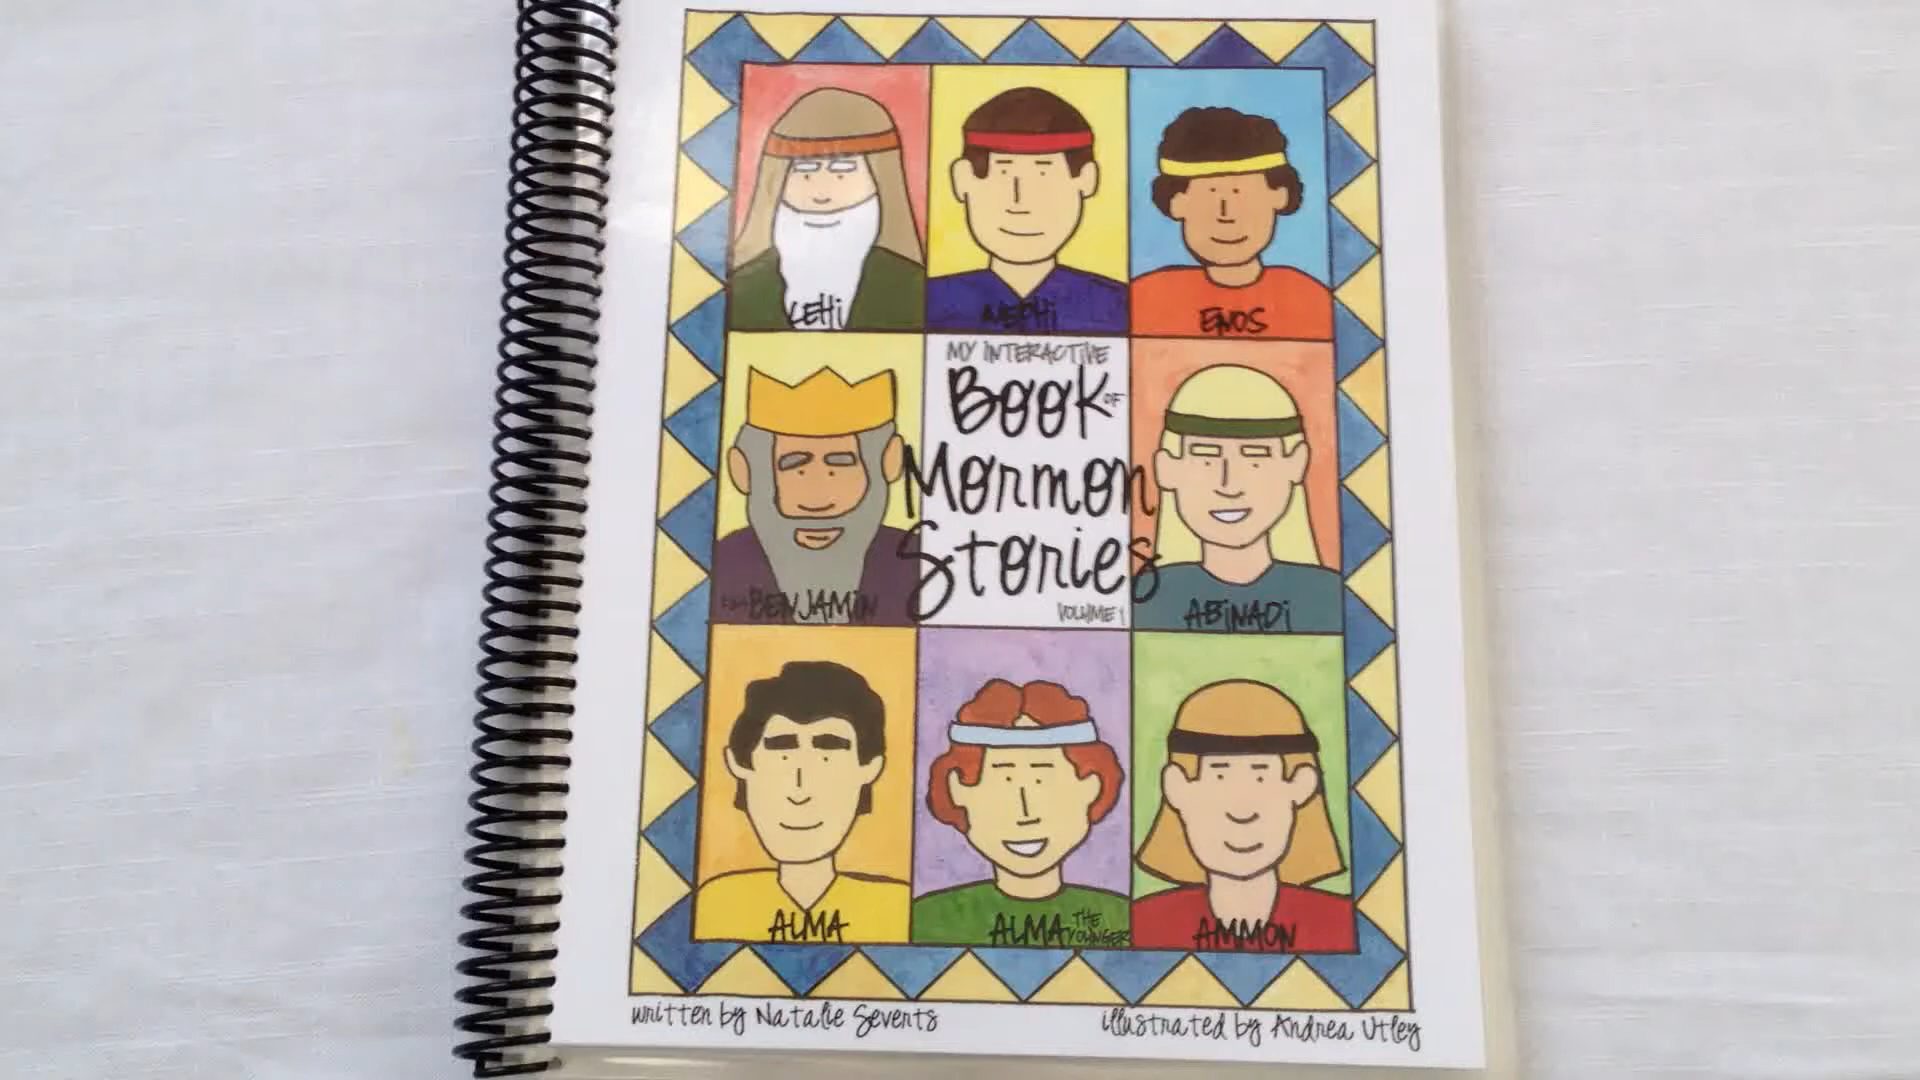 LEHI
NEPHI
ENOS
MY INTERACTIVE
Book OF
Mormon
Stories
VOLUME 1
KING BENJAMIN
ABINADI
ALMA
ALMA THE YOUNGER
AMMON
written by Natalie Severts
illustrated by Andrea Utley